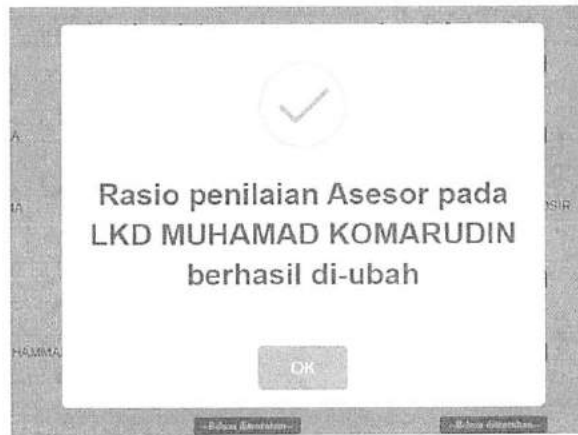 Rasio penilaian Asesor pada
LKD MUHAMAD KOMARUDIN
berhasil di-ubah
OK